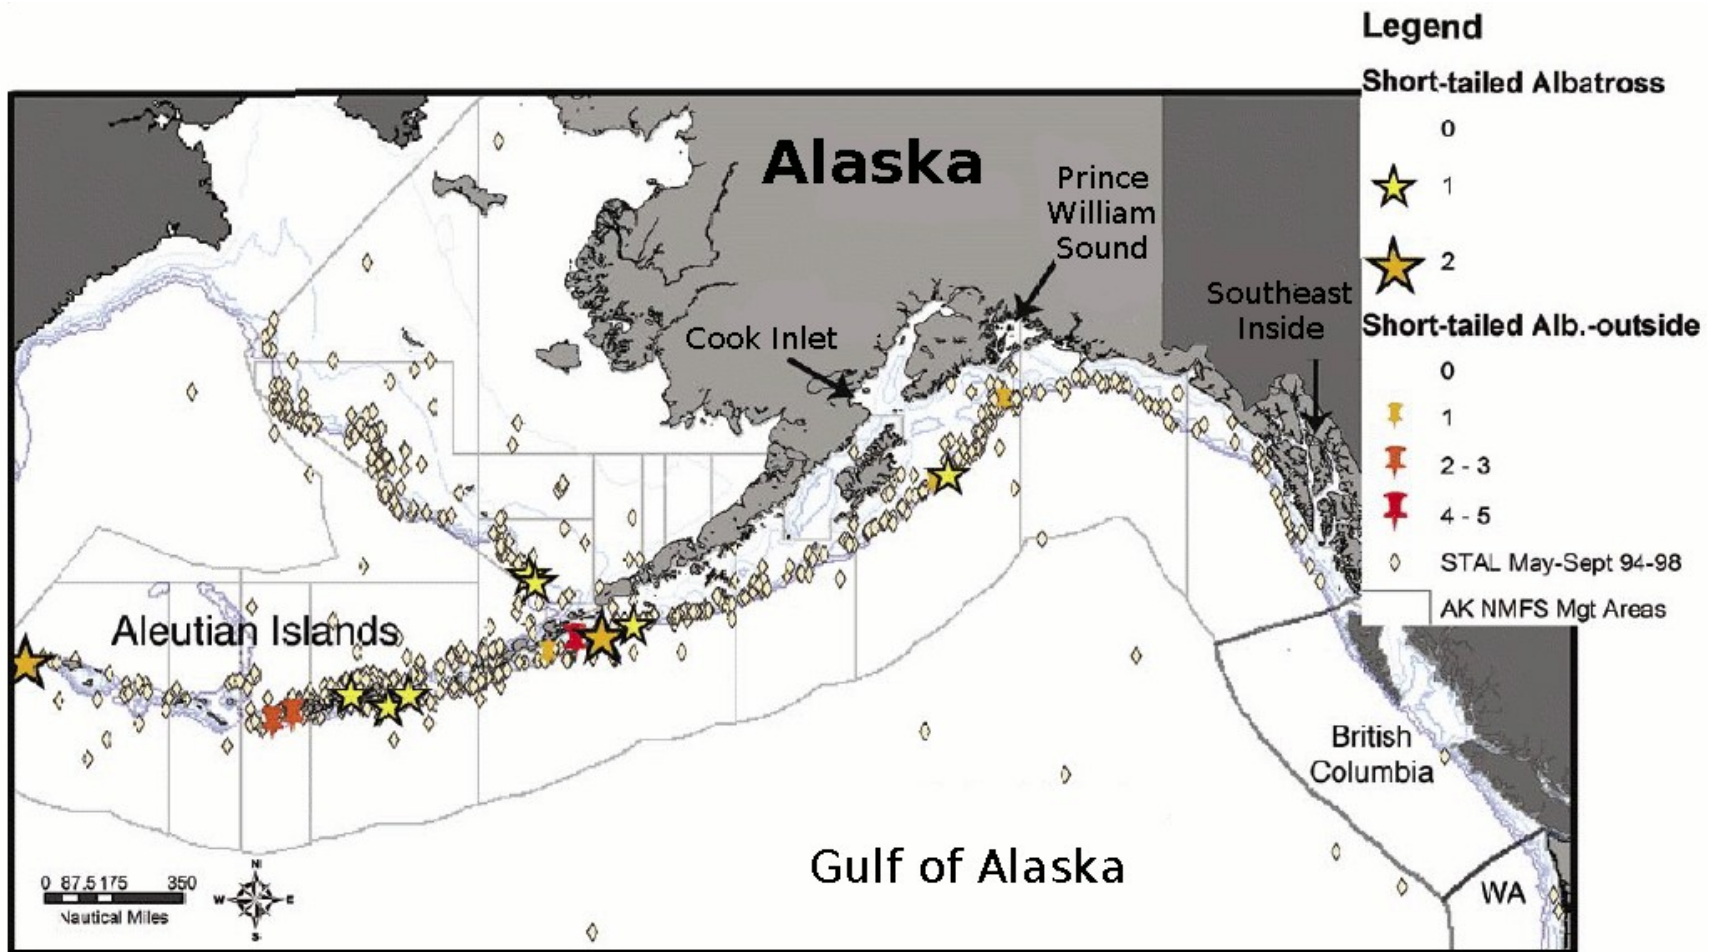 Legend
Short-tailed Albatross
0
1
2
Short-tailed Alb.-outside
0
1
2 - 3
4 - 5
STAL May-Sept 94-98
AK NMFS Mgt Areas
Alaska
Prince
William
Sound
Southeast
Inside
Cook Inlet
Aleutian Islands
British
Columbia
Gulf of Alaska
WA
0 87.5 175 350
Nautical Miles
N
W E
S